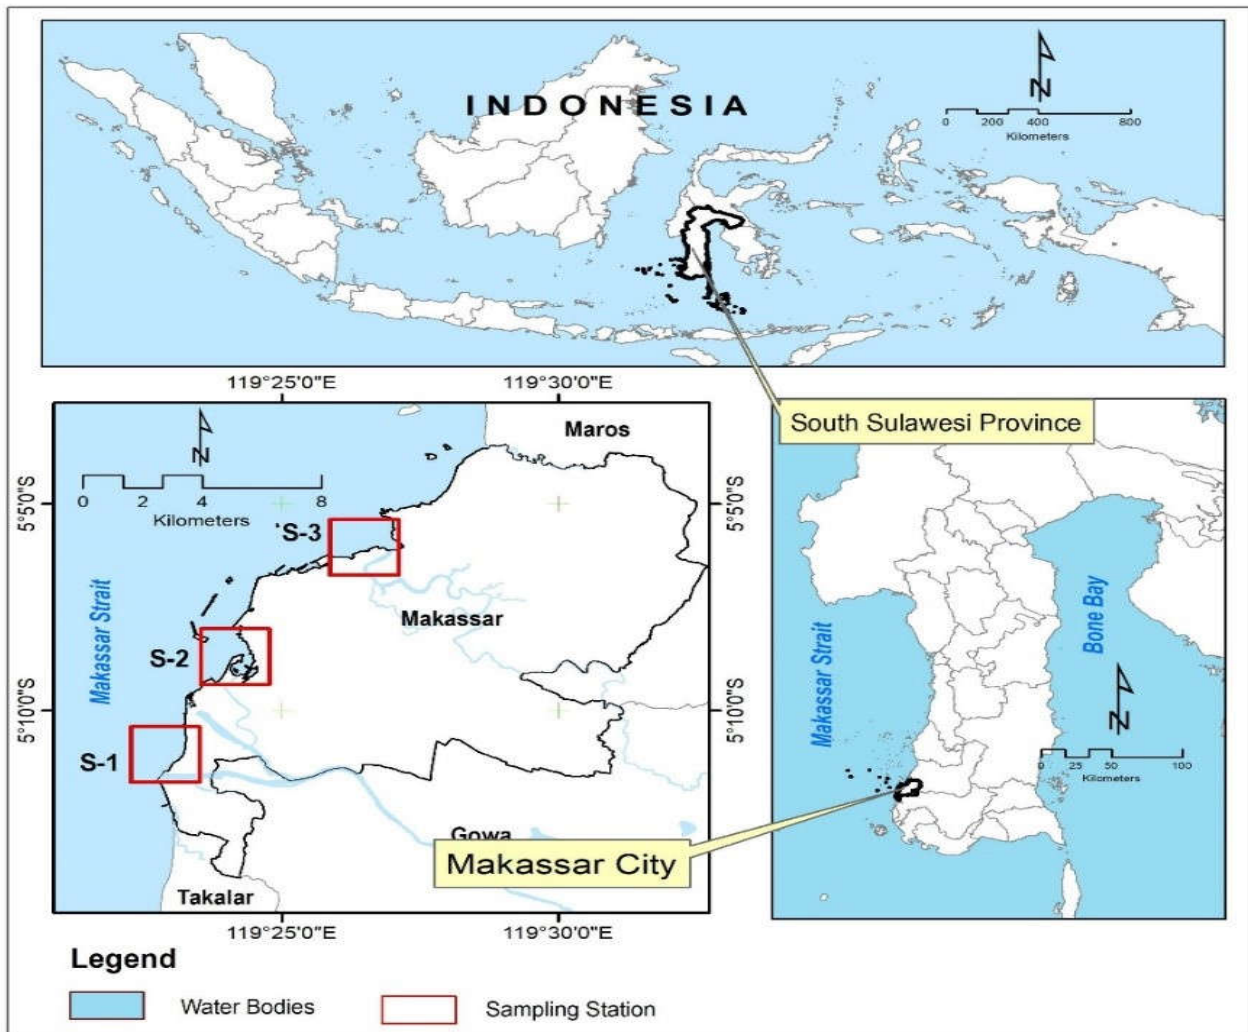 INDONESIA
N
0 200 400 800
Kilometers
South Sulawesi Province
119°25'0"E 119°30'0"E
N
0 2 4 8
Kilometers
Maros
5°5'0"S
5°5'0"S
'S-3
Makassar Strait
Makassar
S-2
5°10'0"S
5°10'0"S
S-1
Gowa
Takalar
119°25'0"E 119°30'0"E
Makassar Strait
Bone Bay
N
0 25 50 100
Kilometers
Makassar City
Legend
Water Bodies Sampling Station